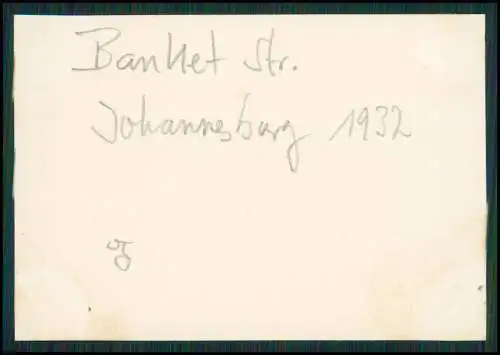 Banket Str.
Johannesburg 1932